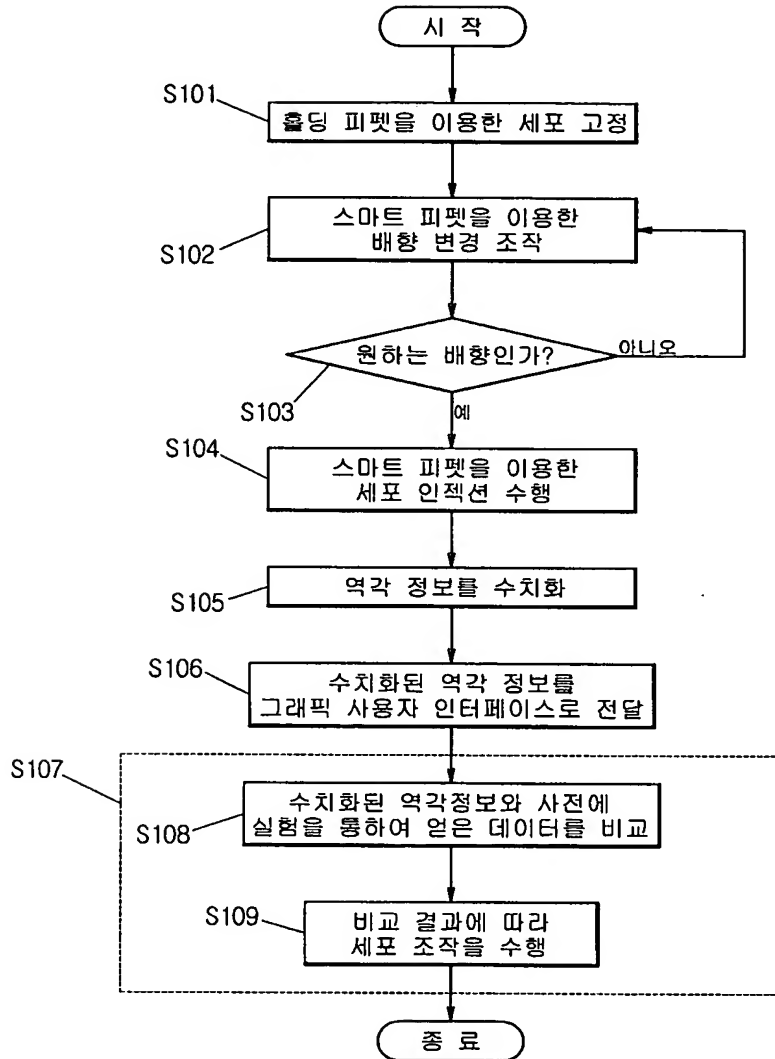 시 작
S101
홀딩 피펫을 이용한 세포 고정
스마트 피펫을 이용한
배향 변경 조작
S102
원하는 배향인가?
아니오
S103
예
S104
스마트 피펫을 이용한
세포 인젝션 수행
역각 정보를 수치화
S105
S106
수치화된 역각 정보를
그래픽 사용자 인터페이스로 전달
S107
수치화된 역각정보와 사전에
실험을 통하여 얻은 데이터를 비교
S108
S109
비교 결과에 따라
세포 조작을 수행
종 료